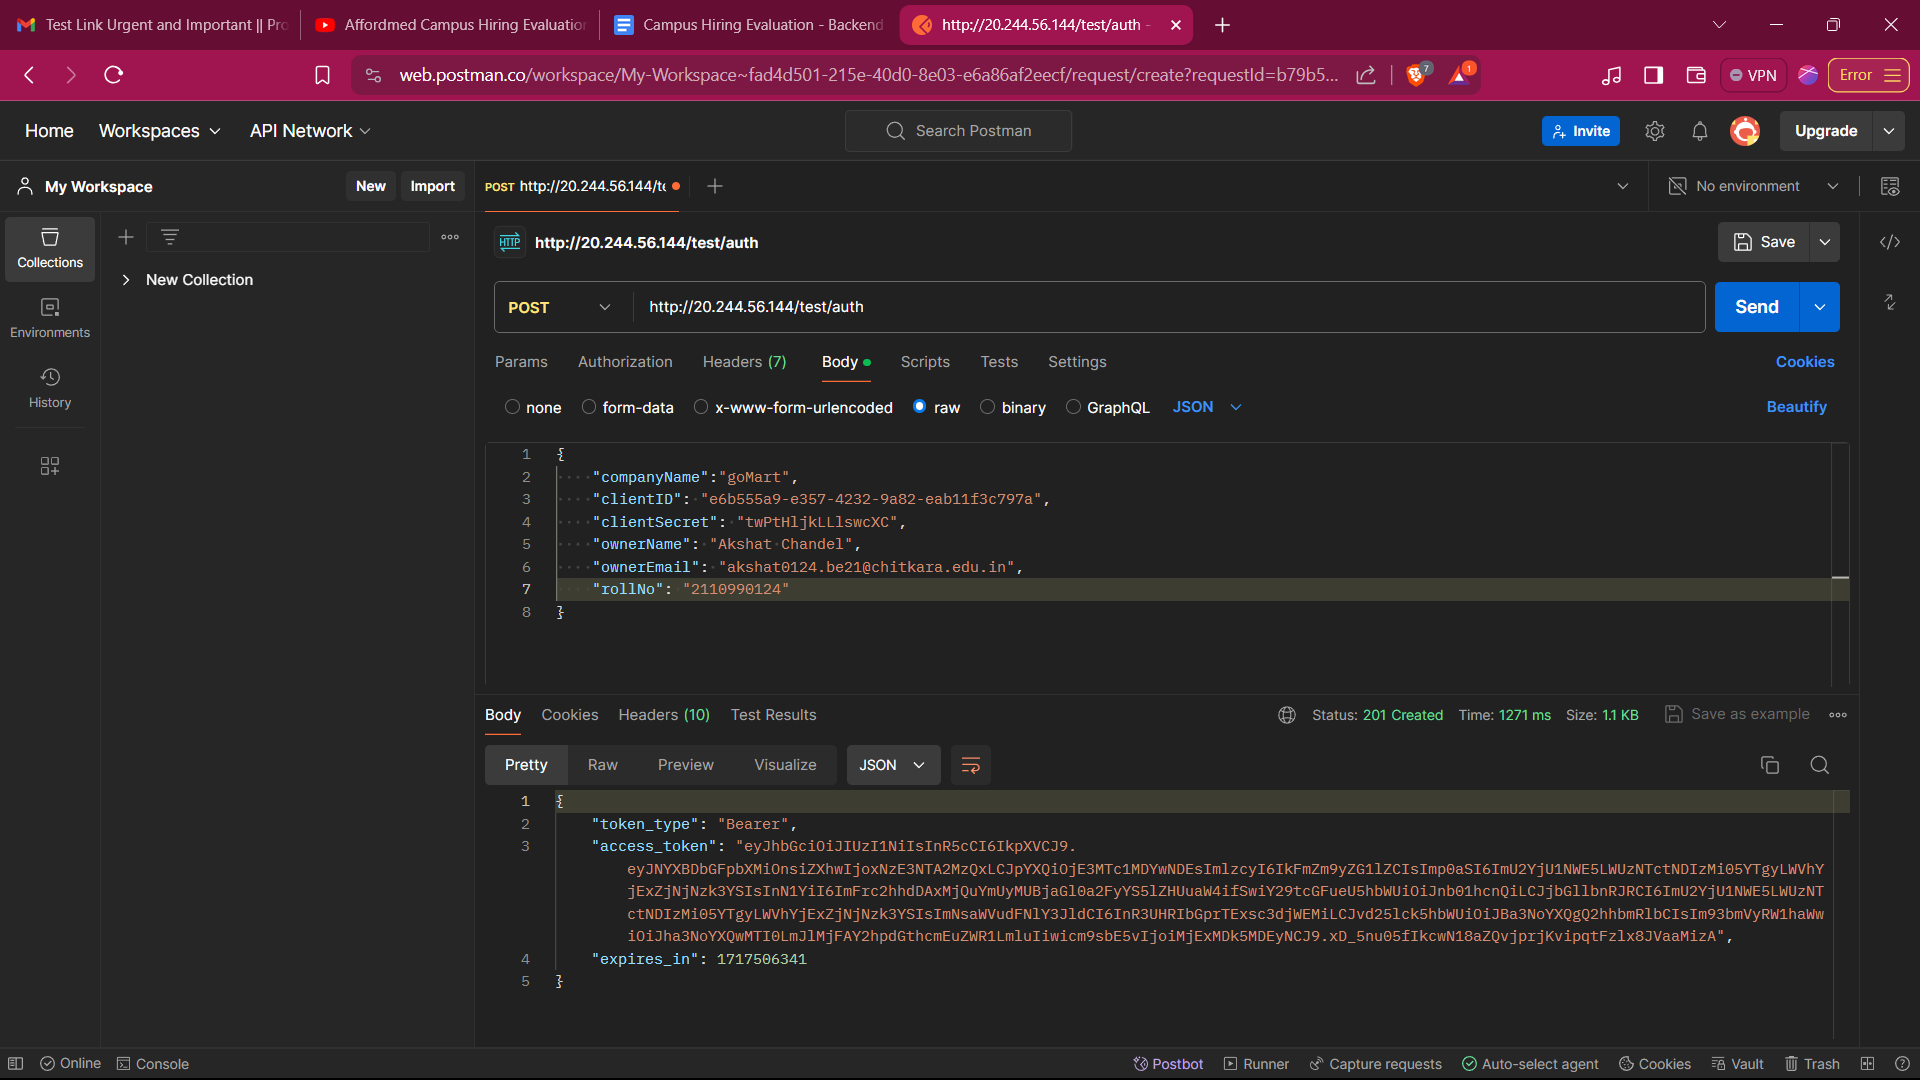 Test Link Urgent and Important || Pro
Affordmed Campus Hiring Evaluation
Campus Hiring Evaluation - Backend
http://20.244.56.144/test/auth -
web.postman.co/workspace/My-Workspace~fad4d501-215e-40d0-8e03-e6a86af2eecf/request/create?requestId=b79b5...
7
1
VPN
Error
Home
Workspaces
API Network
Search Postman
Invite
Upgrade
My Workspace
New
Import
POST http://20.244.56.144/te
No environment
Collections
New Collection
Environments
History
HTTP
http://20.244.56.144/test/auth
Save
POST
http://20.244.56.144/test/auth
Send
Params
Authorization
Headers (7)
Body
Scripts
Tests
Settings
Cookies
none
form-data
x-www-form-urlencoded
raw
binary
GraphQL
JSON
Beautify
1 {
2 "companyName":"goMart",
3 "clientID": "e6b555a9-e357-4232-9a82-eab11f3c797a",
4 "clientSecret": "twPtHljkLLlswcXC",
5 "ownerName": "Akshat Chandel",
6 "ownerEmail": "akshat0124.be21@chitkara.edu.in",
7 "rollNo": "2110990124"
8 }
Body
Cookies
Headers (10)
Test Results
Status: 201 Created
Time: 1271 ms
Size: 1.1 KB
Save as example
Pretty
Raw
Preview
Visualize
JSON
1 {
2 "token_type": "Bearer",
3 "access_token": "eyJhbGciOiJIUzI1NiIsInR5cCI6IkpXVCJ9.
eyJNYXBDbGFpbXMiOnsiZXhwIjoxNzE3NTA2MzQxLCJpYXQiOjE3MTc1MDYwNDEsImlzcyI6IkFmZm9yZG1lZCIsImp0aSI6ImU2YjU1NWE5LWUzNTctNDIzMi05YTgyLWVhY
jExZjNjNzk3YSIsInN1YiI6ImFrc2hhdDAxMjQuYmUyMUBjaGl0a2FyYS5lZHUuaW4ifSwiY29tcGFueU5hbWUiOiJnb01hcnQiLCJjbGllbnRJRCI6ImU2YjU1NWE5LWUzNT
ctNDIzMi05YTgyLWVhYjExZjNjNzk3YSIsImNsaWVudFNlY3JldCI6InR3UHRIbGprTExsc3djWEMiLCJvd25lck5hbWUiOiJBa3NoYXQgQ2hhbmRlbCIsIm93bmVyRW1haWw
iOiJha3NoYXQwMTI0LmJlMjFAY2hpdGthcmEuZWR1LmluIiwicm9sbE5vIjoiMjExMDk5MDEyNCJ9.xD_5nu05fIkcwN18aZQvjprjKvipqtFzlx8JVaaMizA",
4 "expires_in": 1717506341
5 }
Online
Console
Postbot
Runner
Capture requests
Auto-select agent
Cookies
Vault
Trash